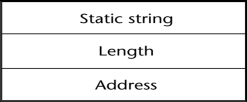 Static string
Length
Address